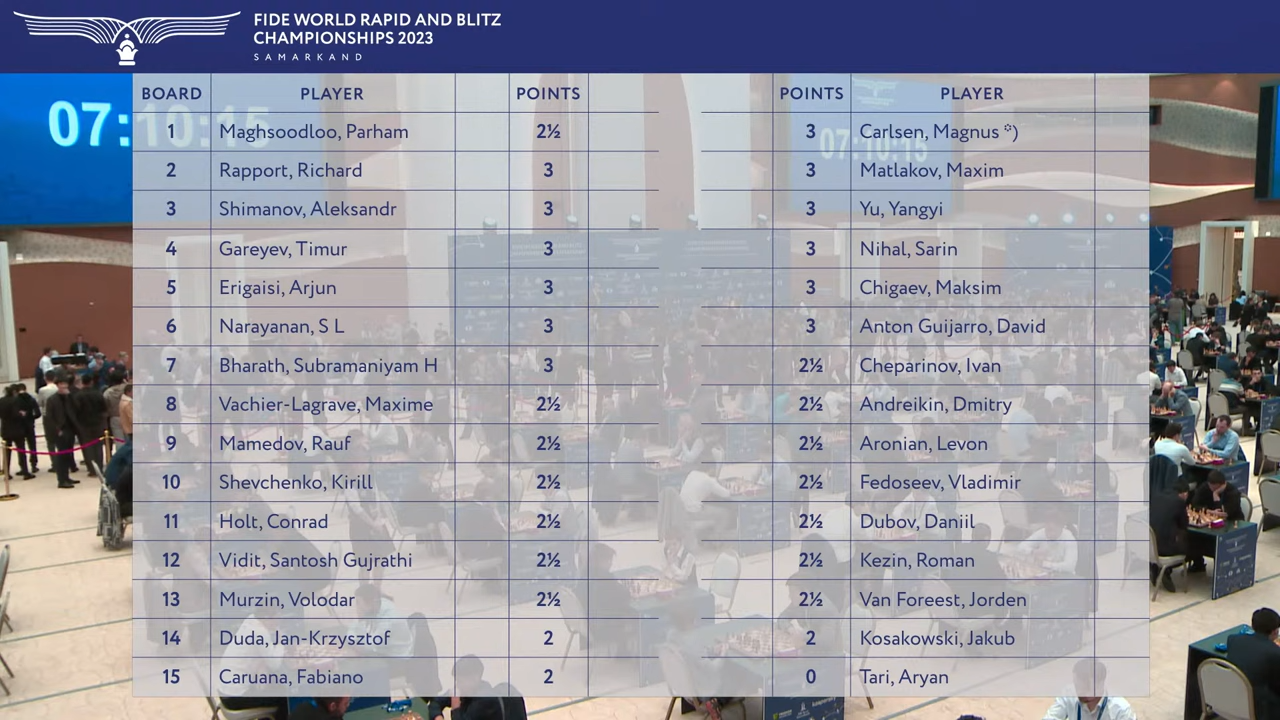 FIDE WORLD RAPID AND BLITZ
CHAMPIONSHIPS 2023
SAMARKAND
BOARD PLAYER POINTS POINTS PLAYER
07:10:15
1 Maghsoodloo, Parham 2½ 3 Carlsen, Magnus *)
07:10:15
2 Rapport, Richard 3 3 Matlakov, Maxim
3 Shimanov, Aleksandr 3 3 Yu, Yangyi
4 Gareyev, Timur 3 3 Nihal, Sarin
5 Erigaisi, Arjun 3 3 Chigaev, Maksim
6 Narayanan, S L 3 3 Anton Guijarro, David
7 Bharath, Subramaniyam H 3 2½ Cheparinov, Ivan
8 Vachier-Lagrave, Maxime 2½ 2½ Andreikin, Dmitry
9 Mamedov, Rauf 2½ 2½ Aronian, Levon
10 Shevchenko, Kirill 2½ 2½ Fedoseev, Vladimir
11 Holt, Conrad 2½ 2½ Dubov, Daniil
12 Vidit, Santosh Gujrathi 2½ 2½ Kezin, Roman
13 Murzin, Volodar 2½ 2½ Van Foreest, Jorden
14 Duda, Jan-Krzysztof 2 2 Kosakowski, Jakub
15 Caruana, Fabiano 2 0 Tari, Aryan